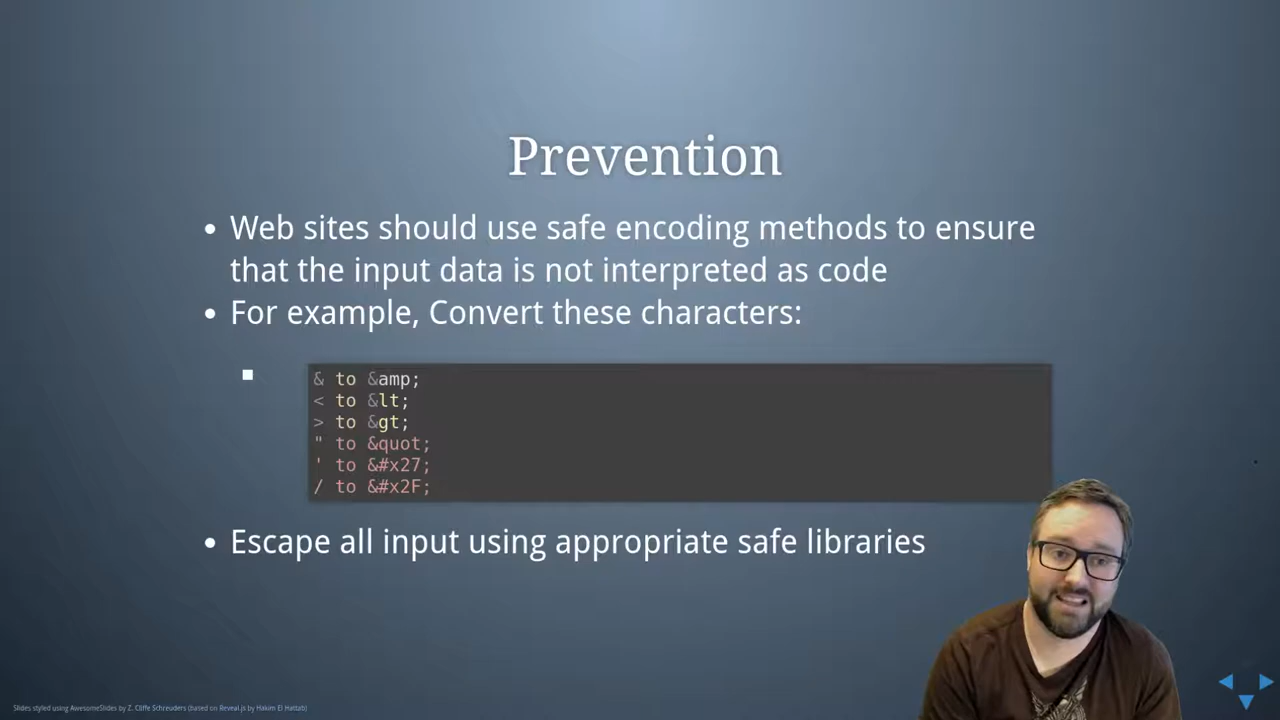 Prevention
• Web sites should use safe encoding methods to ensure
that the input data is not interpreted as code
• For example, Convert these characters:
& to &amp;
< to &lt;
> to &gt;
" to &quot;
' to &#x27;
/ to &#x2F;
• Escape all input using appropriate safe libraries
Slides styled using AwesomeSlides by Z. Cliffe Schreuders (based on Reveal.js by Hakim El Hattab)